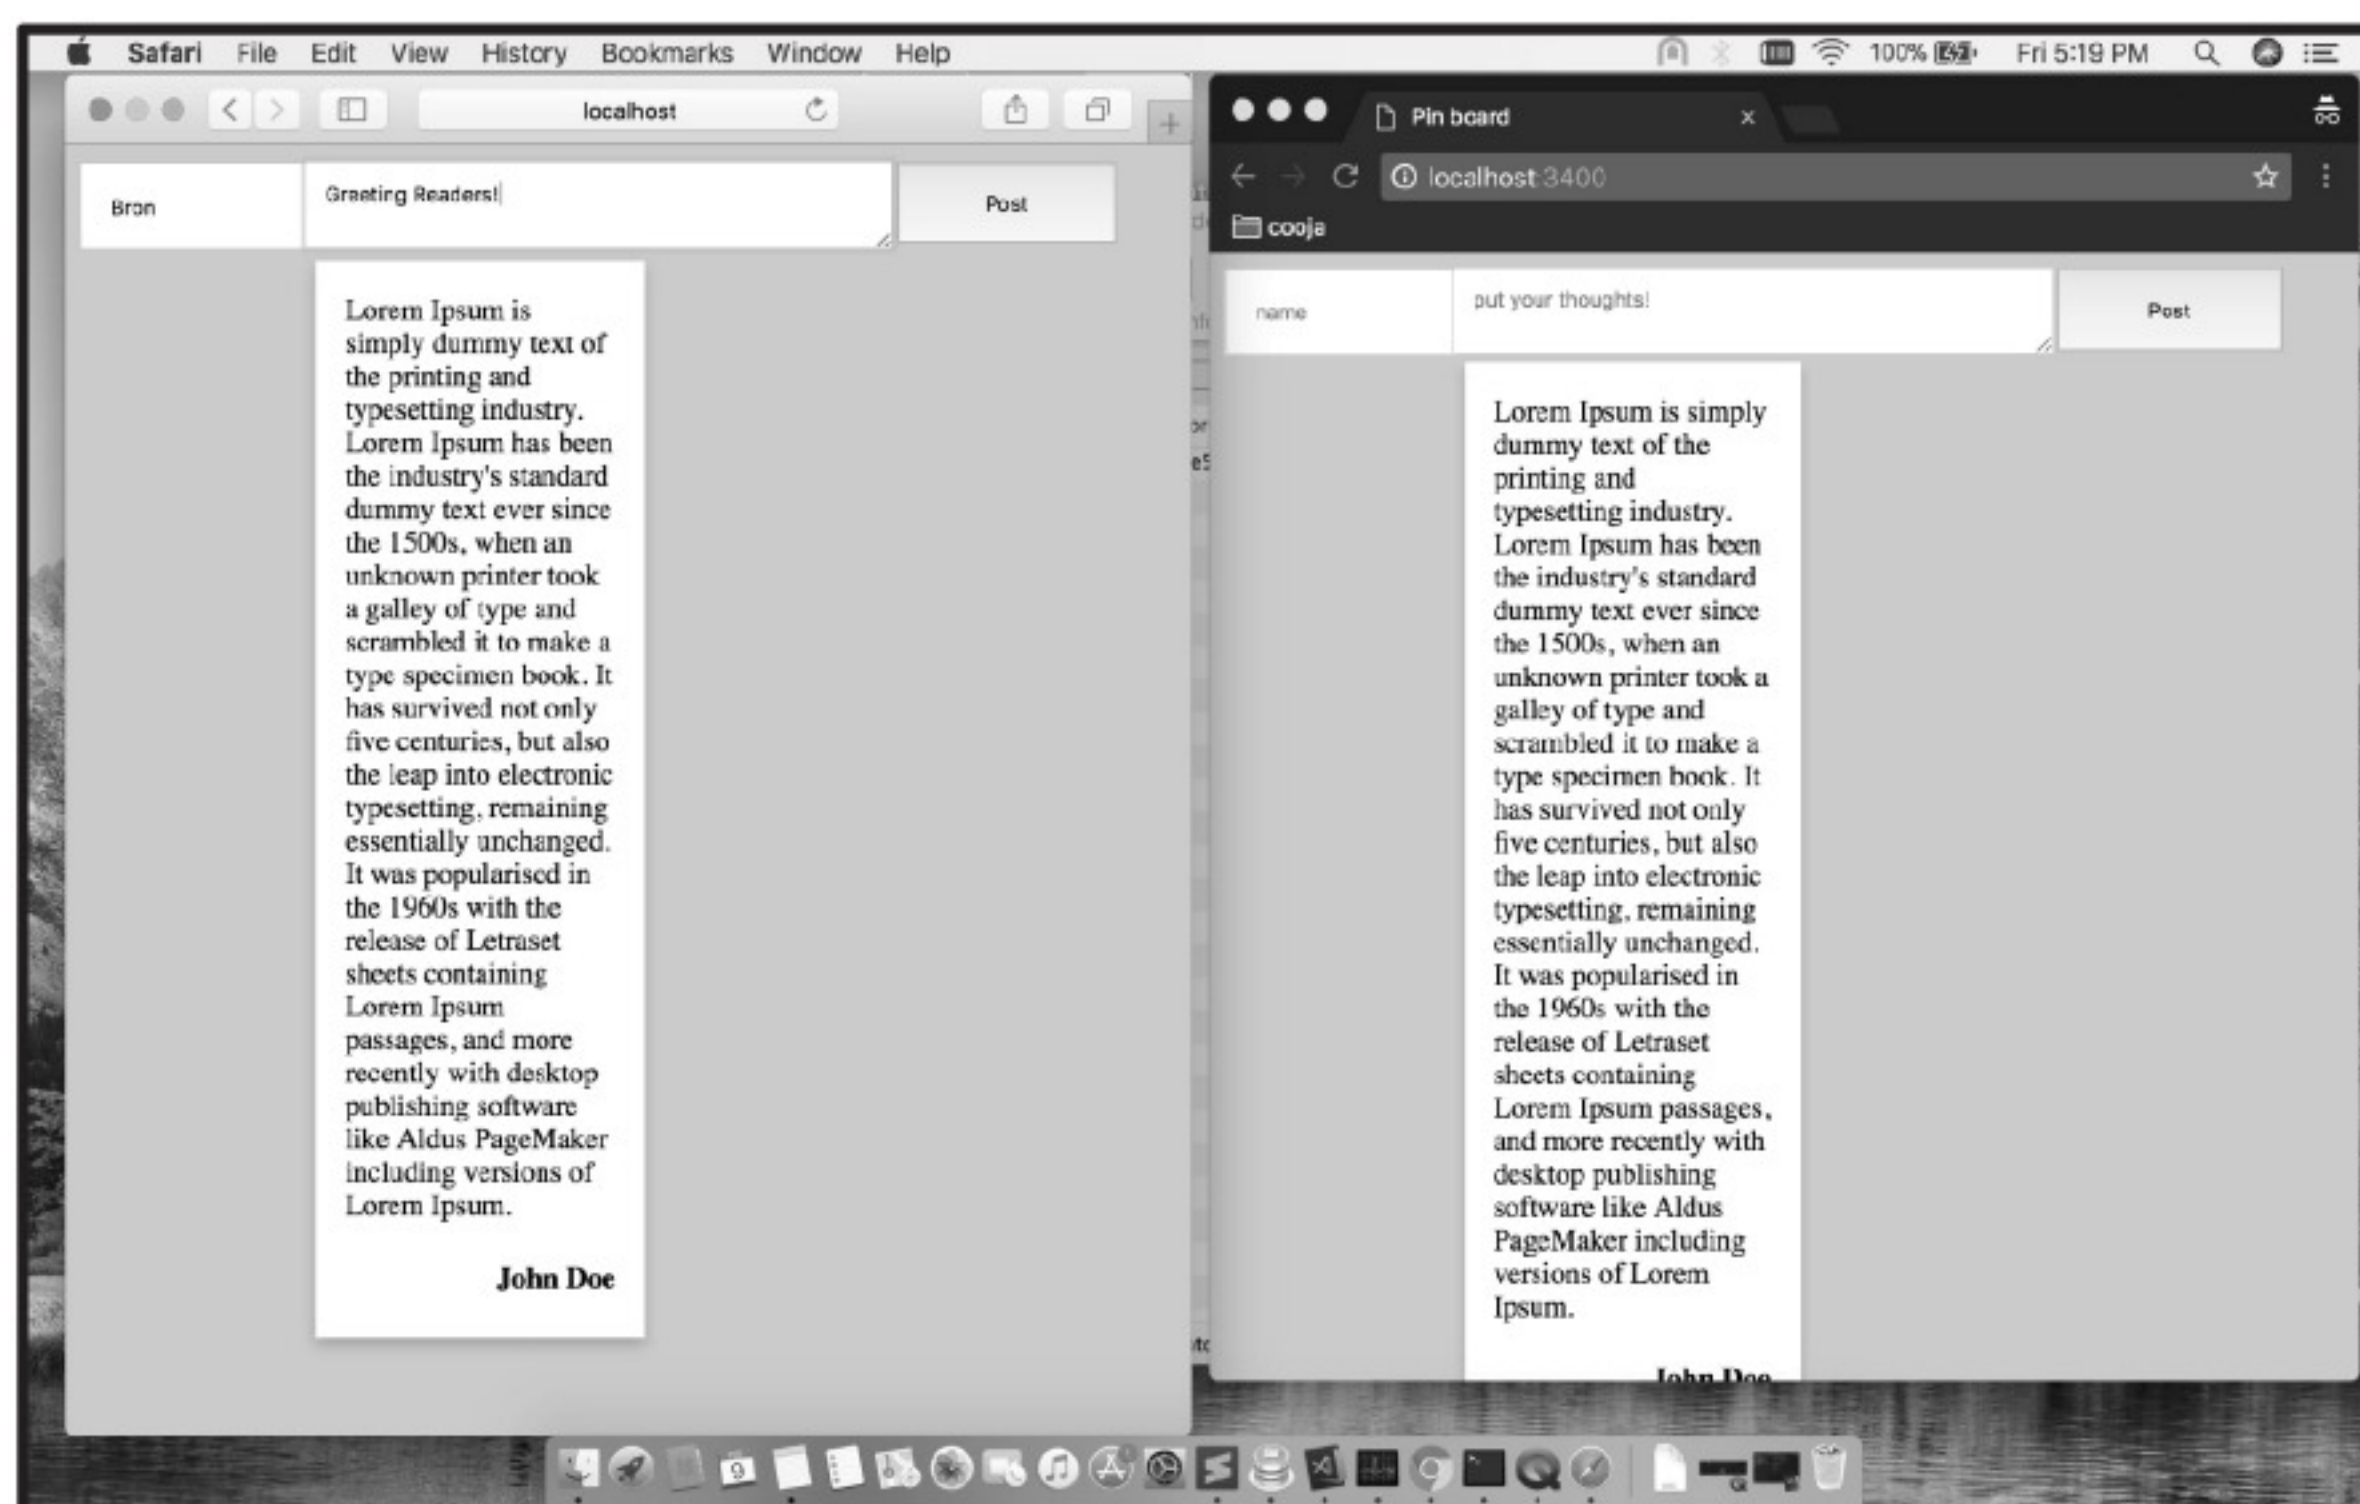 Safari File Edit View History Bookmarks Window Help
100% Fri 5:19 PM
localhost
Bron
Greeting Readers!
Post
Lorem Ipsum is
simply dummy text of
the printing and
typesetting industry.
Lorem Ipsum has been
the industry's standard
dummy text ever since
the 1500s, when an
unknown printer took
a galley of type and
scrambled it to make a
type specimen book. It
has survived not only
five centuries, but also
the leap into electronic
typesetting, remaining
essentially unchanged.
It was popularised in
the 1960s with the
release of Letraset
sheets containing
Lorem Ipsum
passages, and more
recently with desktop
publishing software
like Aldus PageMaker
including versions of
Lorem Ipsum.
John Doe
Pin board
localhost:3400
cooja
name
put your thoughts!
Post
Lorem Ipsum is simply
dummy text of the
printing and
typesetting industry.
Lorem Ipsum has been
the industry's standard
dummy text ever since
the 1500s, when an
unknown printer took a
galley of type and
scrambled it to make a
type specimen book. It
has survived not only
five centuries, but also
the leap into electronic
typesetting, remaining
essentially unchanged.
It was popularised in
the 1960s with the
release of Letraset
sheets containing
Lorem Ipsum passages,
and more recently with
desktop publishing
software like Aldus
PageMaker including
versions of Lorem
Ipsum.
John Doe
9